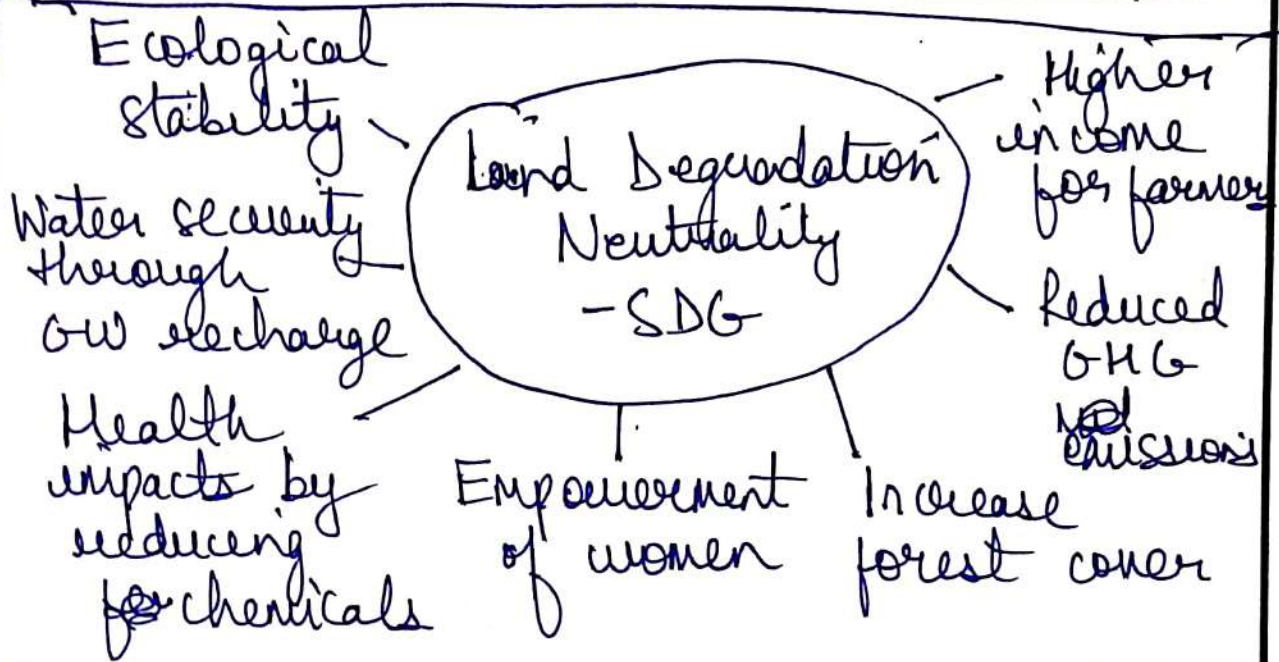 Land Degradation
Neutrality
- SDG
Ecological
stability
Water security
through
GW recharge
Health
impacts by
reducing
chemicals
Empowerment
of women
Increase
forest cover
Higher
income
for farmers
Reduced
GHG
emissions